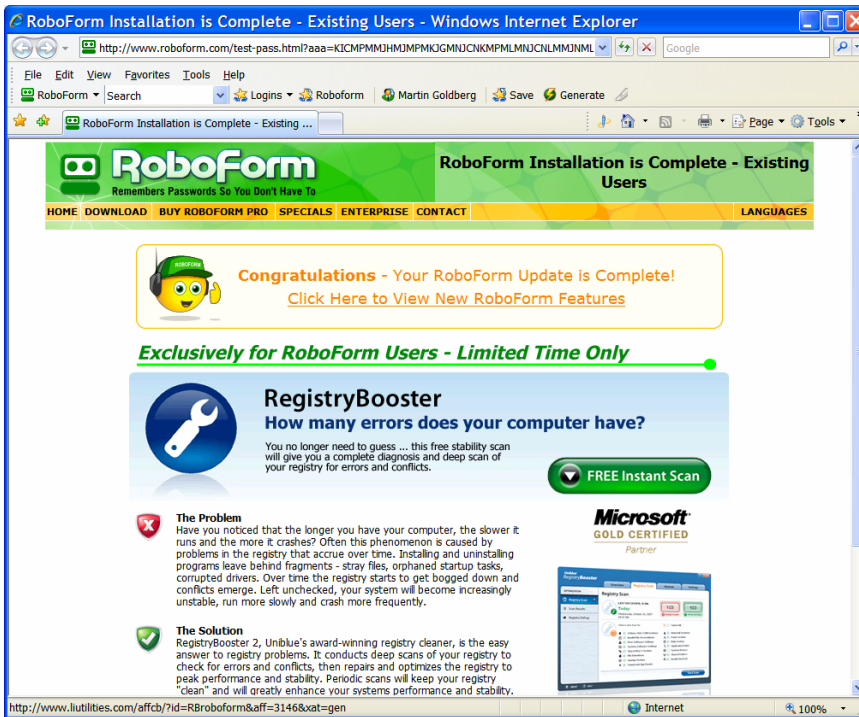 RoboForm Installation is Complete - Existing Users - Windows Internet Explorer
http://www.roboform.com/test-pass.html?aaa=KICMPMMJHMJMPMKJGMNJCNKMPMLMNJCNLMMJNML
Google
File Edit View Favorites Tools Help
RoboForm Search Logins Roboform Martin Goldberg Save Generate
RoboForm Installation is Complete - Existing ...
Page Tools
RoboForm
Remembers Passwords So You Don't Have To
RoboForm Installation is Complete - Existing
Users
HOME DOWNLOAD BUY ROBOFORM PRO SPECIALS ENTERPRISE CONTACT LANGUAGES
ROBOFORM
Congratulations - Your RoboForm Update is Complete!
Click Here to View New RoboForm Features
Exclusively for RoboForm Users - Limited Time Only
RegistryBooster
How many errors does your computer have?
You no longer need to guess ... this free stability scan
will give you a complete diagnosis and deep scan of
your registry for errors and conflicts.
FREE Instant Scan
The Problem
Have you noticed that the longer you have your computer, the slower it
runs and the more it crashes? Often this phenomenon is caused by
problems in the registry that accrue over time. Installing and uninstalling
programs leave behind fragments - stray files, orphaned startup tasks,
corrupted drivers. Over time the registry starts to get bogged down and
conflicts emerge. Left unchecked, your system will become increasingly
unstable, run more slowly and crash more frequently.
Microsoft
GOLD CERTIFIED
Partner
Uniblue
RegistryBooster
Registry Scan
Today
The Solution
RegistryBooster 2, Uniblue's award-winning registry cleaner, is the easy
answer to registry problems. It conducts deep scans of your registry to
check for errors and conflicts, then repairs and optimizes the registry to
peak performance and stability. Periodic scans will keep your registry
"clean" and will greatly enhance your systems performance and stability.
http://www.liutilities.com/affcb/?id=RBroboform&aff=3146&xat=gen
Internet
100%